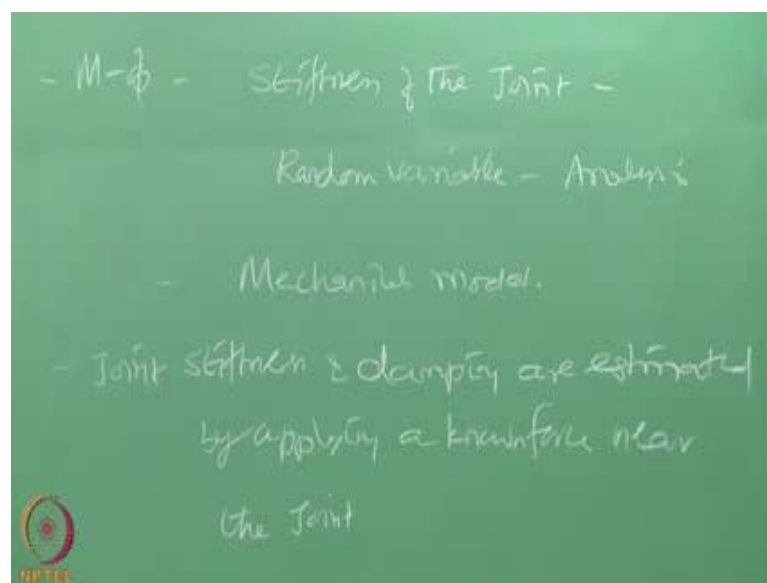 - M-φ - Stiffness of the Joint -
Random variable - Analysis
- Mechanical model.
- Joint stiffness & damping are estimated
by applying a known force near
the Joint
NPTEL